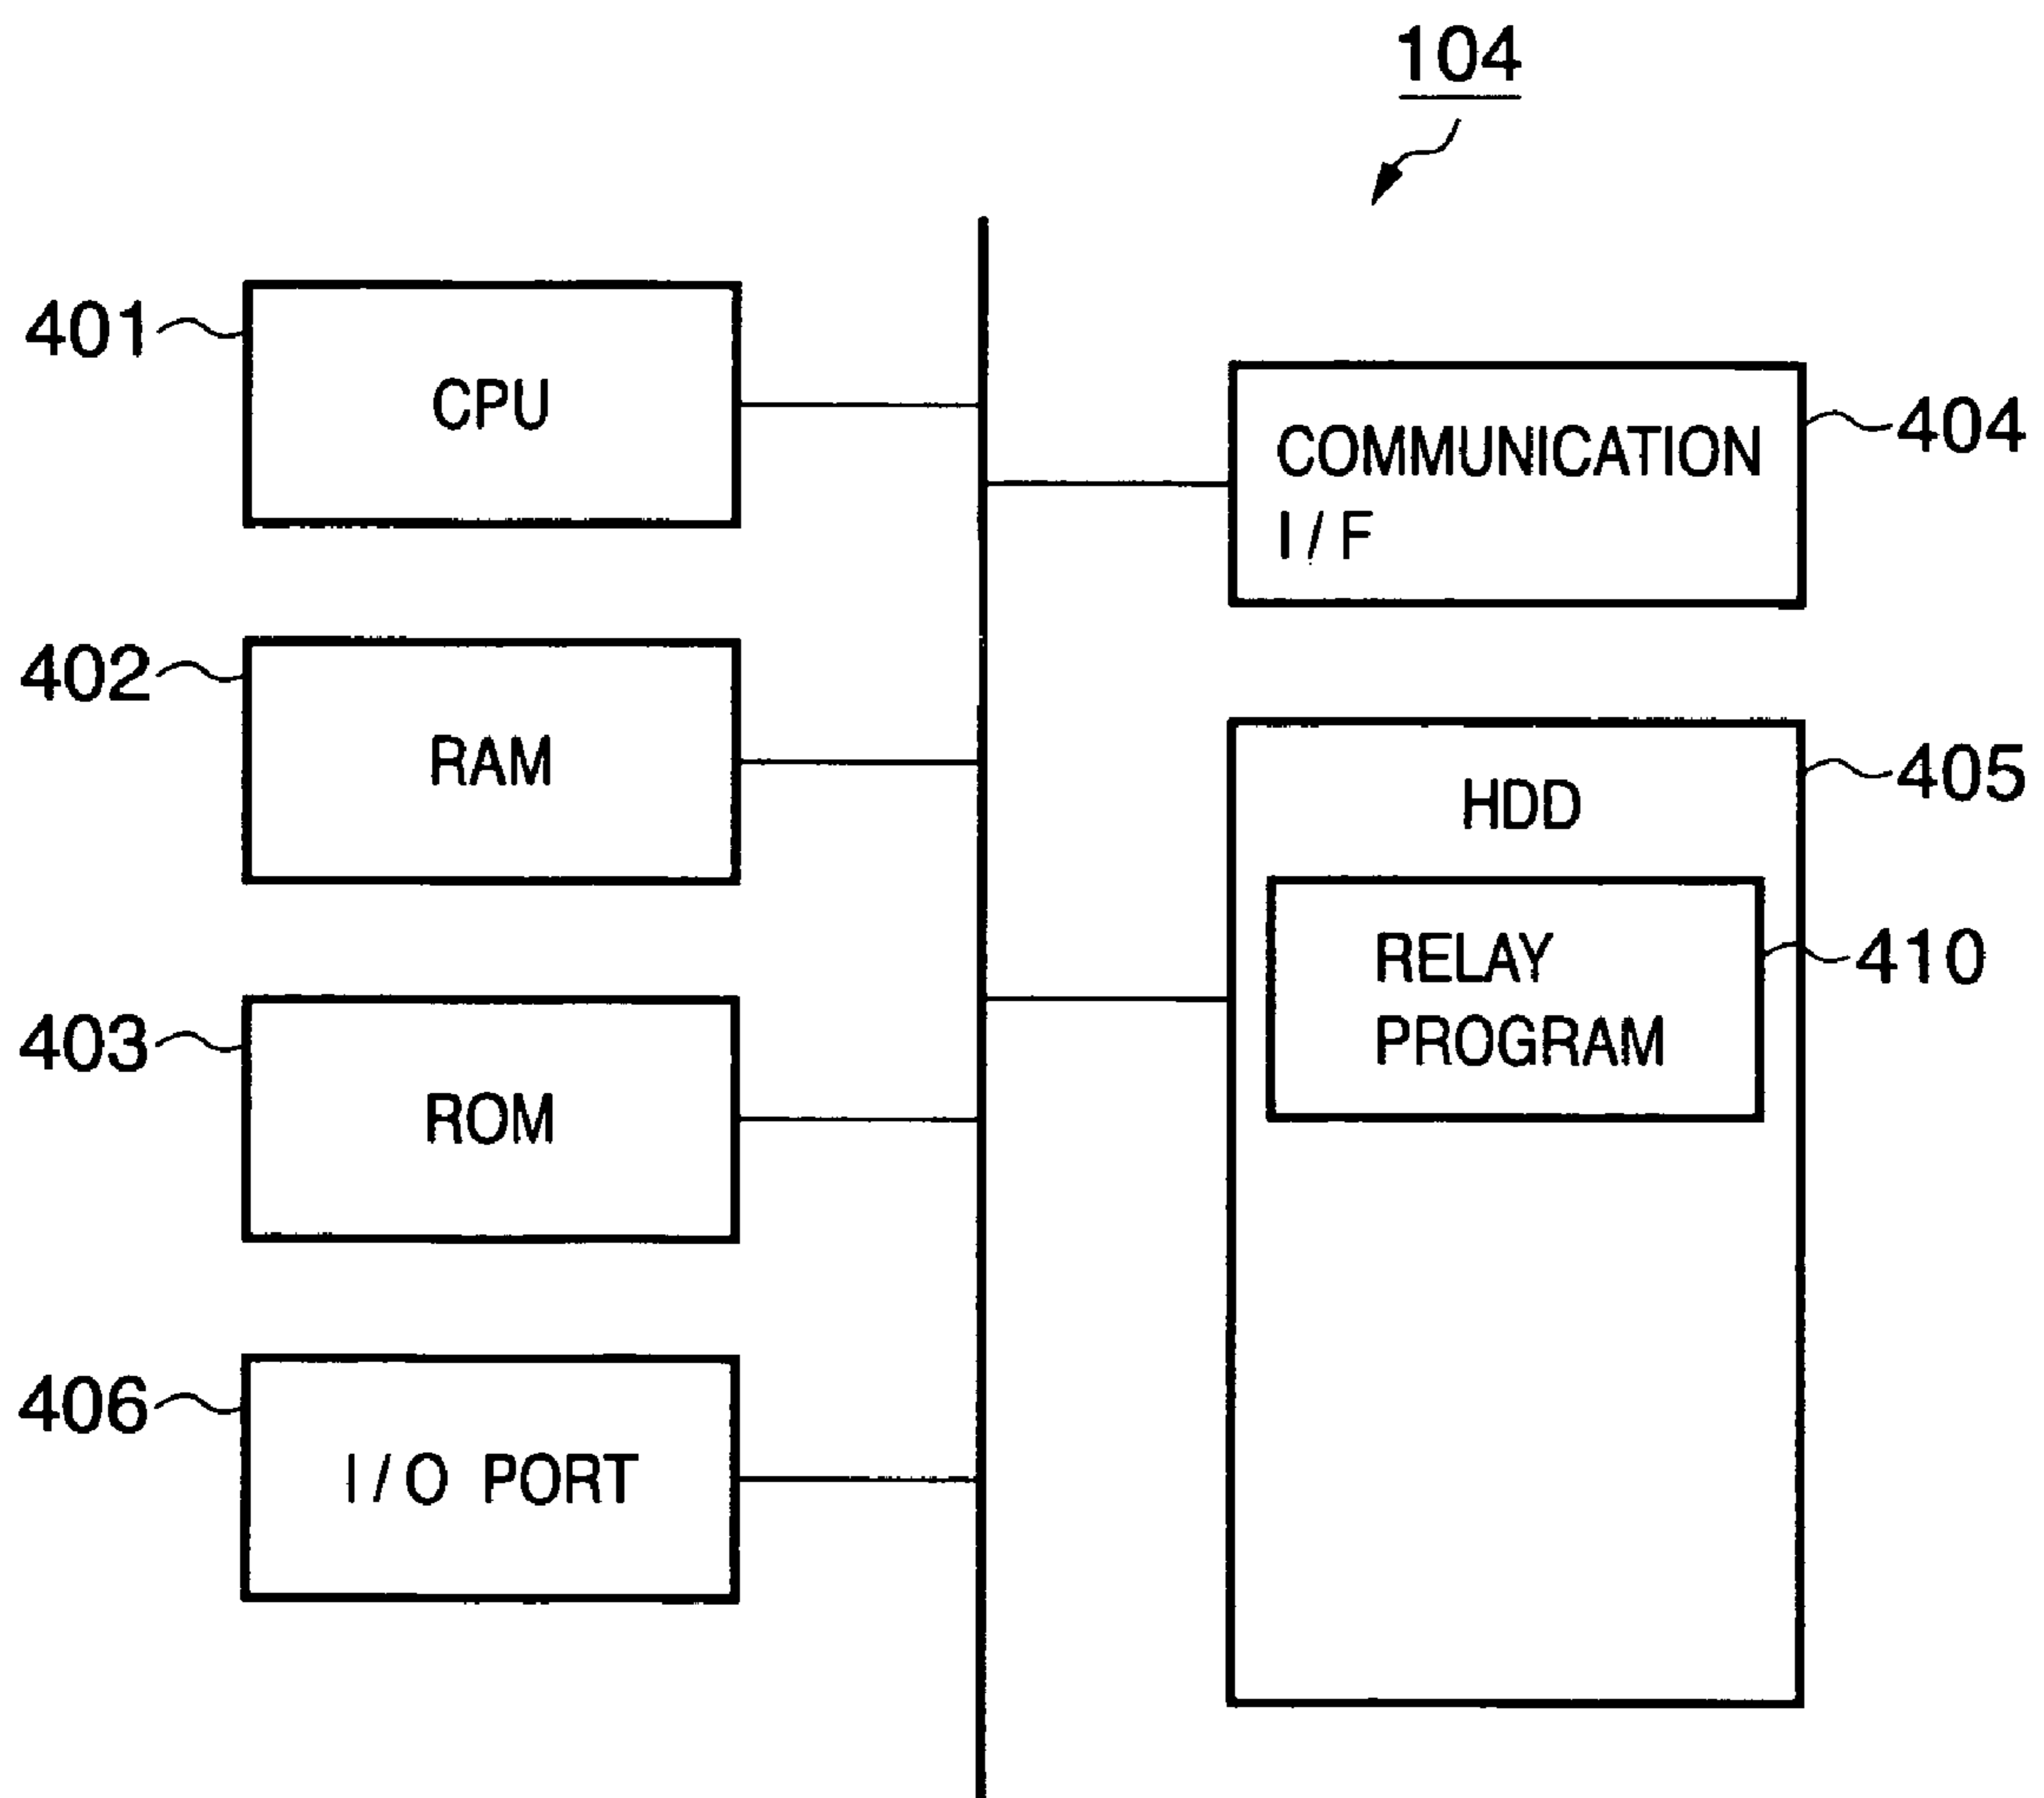 104
401
CPU
COMMUNICATION
I / F
404
402
RAM
HDD
405
RELAY
PROGRAM
410
403
ROM
406
I / O PORT